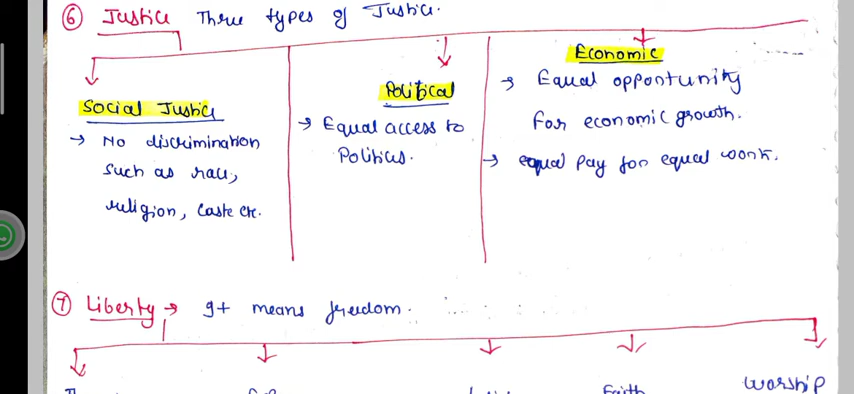 ⑥ Justice Three types of Justice.
Social Justice
→ No discrimination
such as race,
religion, Caste etc.
Political
→ Equal access to
Politics.
Economic
→ Equal opportunity
For economic growth.
→ equal pay for equal work.
⑦ Liberty → It means freedom.
Faith
worship